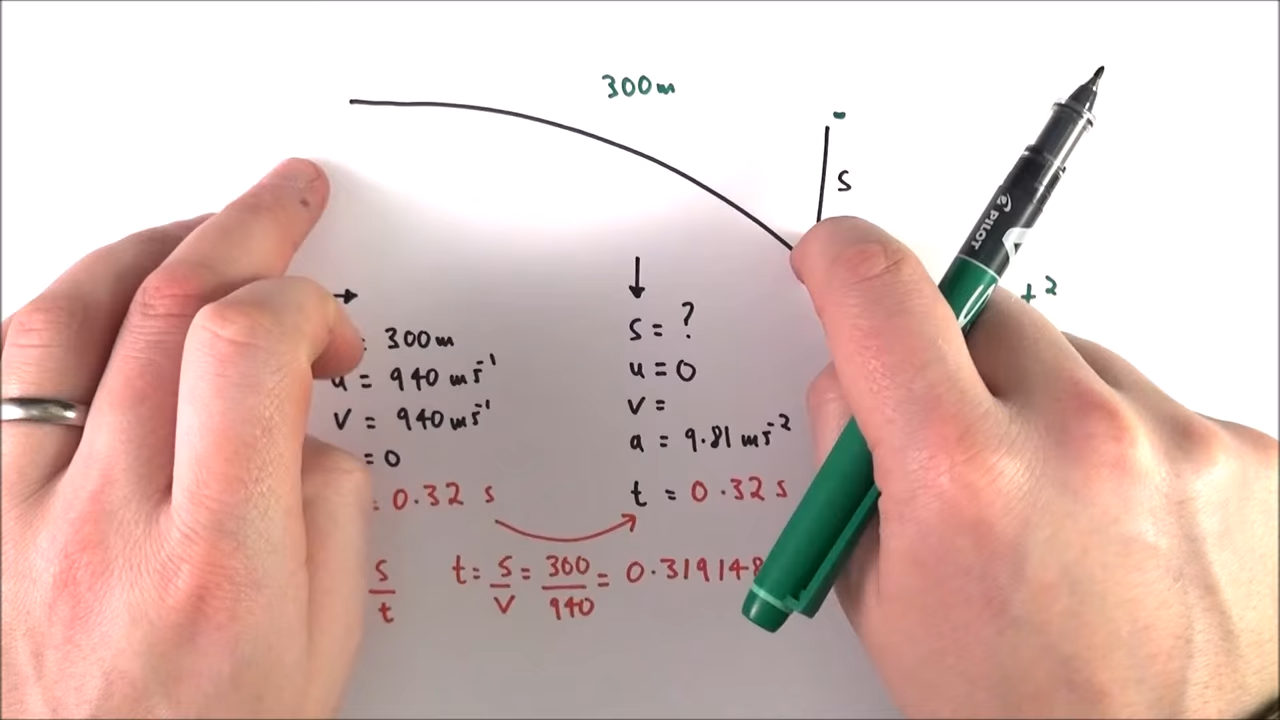 300m
s
t²
300m
u = 940 ms⁻¹
v = 940 ms⁻¹
= 0
= 0.32 s
s = ?
u = 0
v =
a = 9.81 ms⁻²
t = 0.32 s
s/t
t = s/v = 300/940 = 0.319148
PILOT